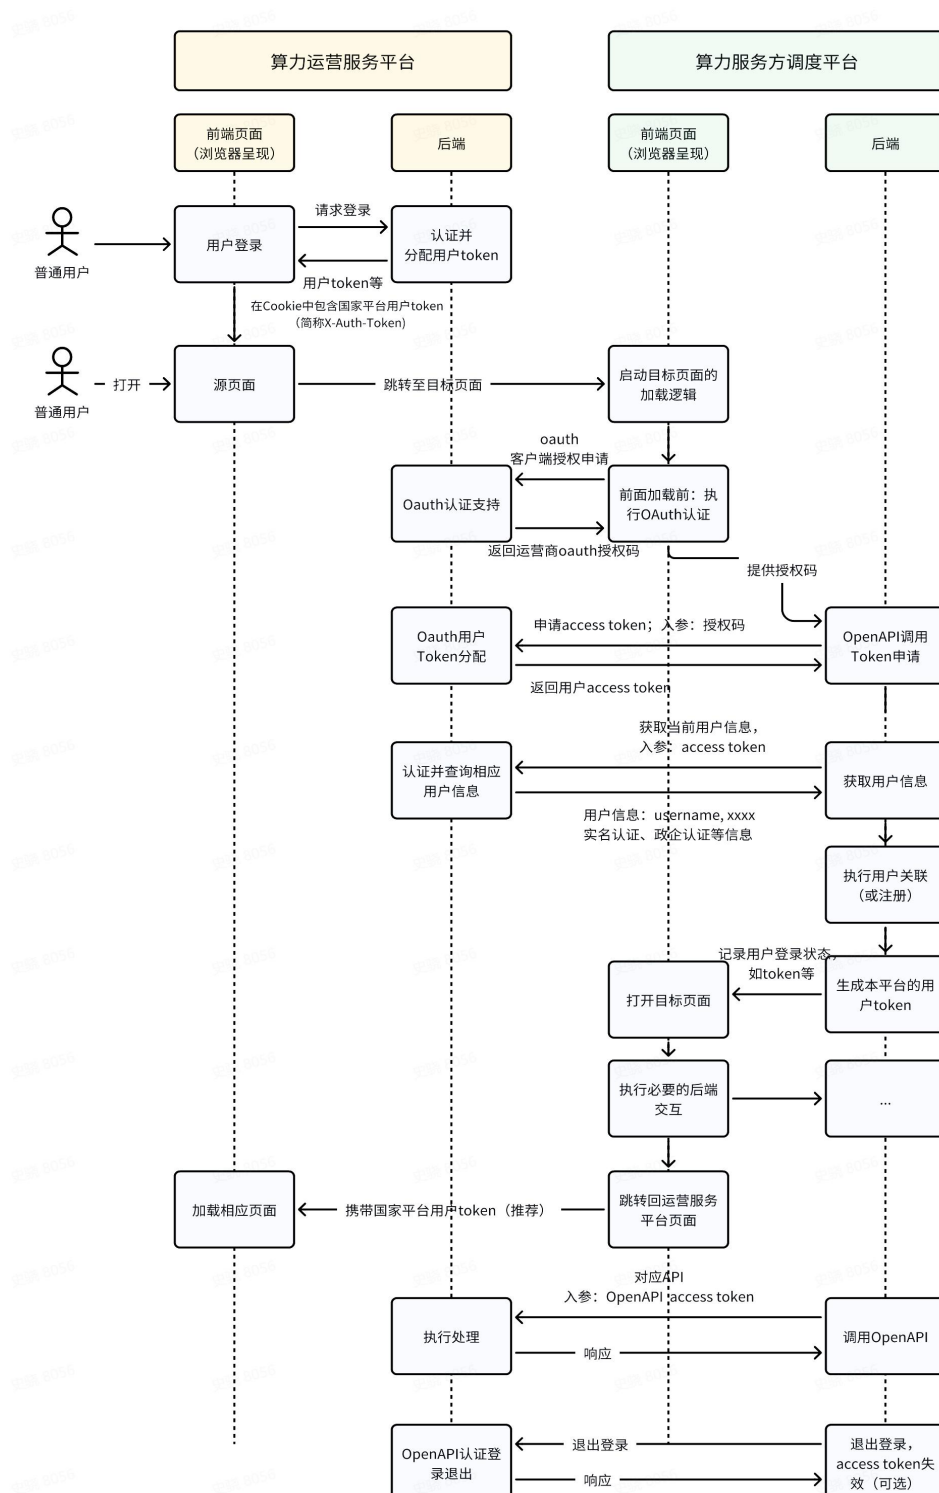 算力运营服务平台
算力服务方调度平台
前端页面
（浏览器呈现）
后端
前端页面
（浏览器呈现）
后端
普通用户
用户登录
请求登录
认证并
分配用户token
用户token等
在Cookie中包含国家平台用户token
（简称X-Auth-Token）
普通用户
打开
源页面
跳转至目标页面
启动目标页面的
加载逻辑
oauth
客户端授权申请
Oauth认证支持
前面加载前：执
行OAuth认证
返回运营商oauth授权码
提供授权码
Oauth用户
Token分配
申请access token；入参：授权码
OpenAPI调用
Token申请
返回用户access token
获取当前用户信息，
入参：access token
认证并查询相应
用户信息
获取用户信息
用户信息：username, xxxx
实名认证、政企认证等信息
执行用户关联
（或注册）
记录用户登录状态，
如token等
打开目标页面
生成本平台的用
户token
执行必要的后端
交互
...
加载相应页面
携带国家平台用户token（推荐）
跳转回运营服务
平台页面
对应API
入参：OpenAPI access token
执行处理
调用OpenAPI
响应
OpenAPI认证登
录退出
退出登录
响应
退出登录，
access token失
效（可选）